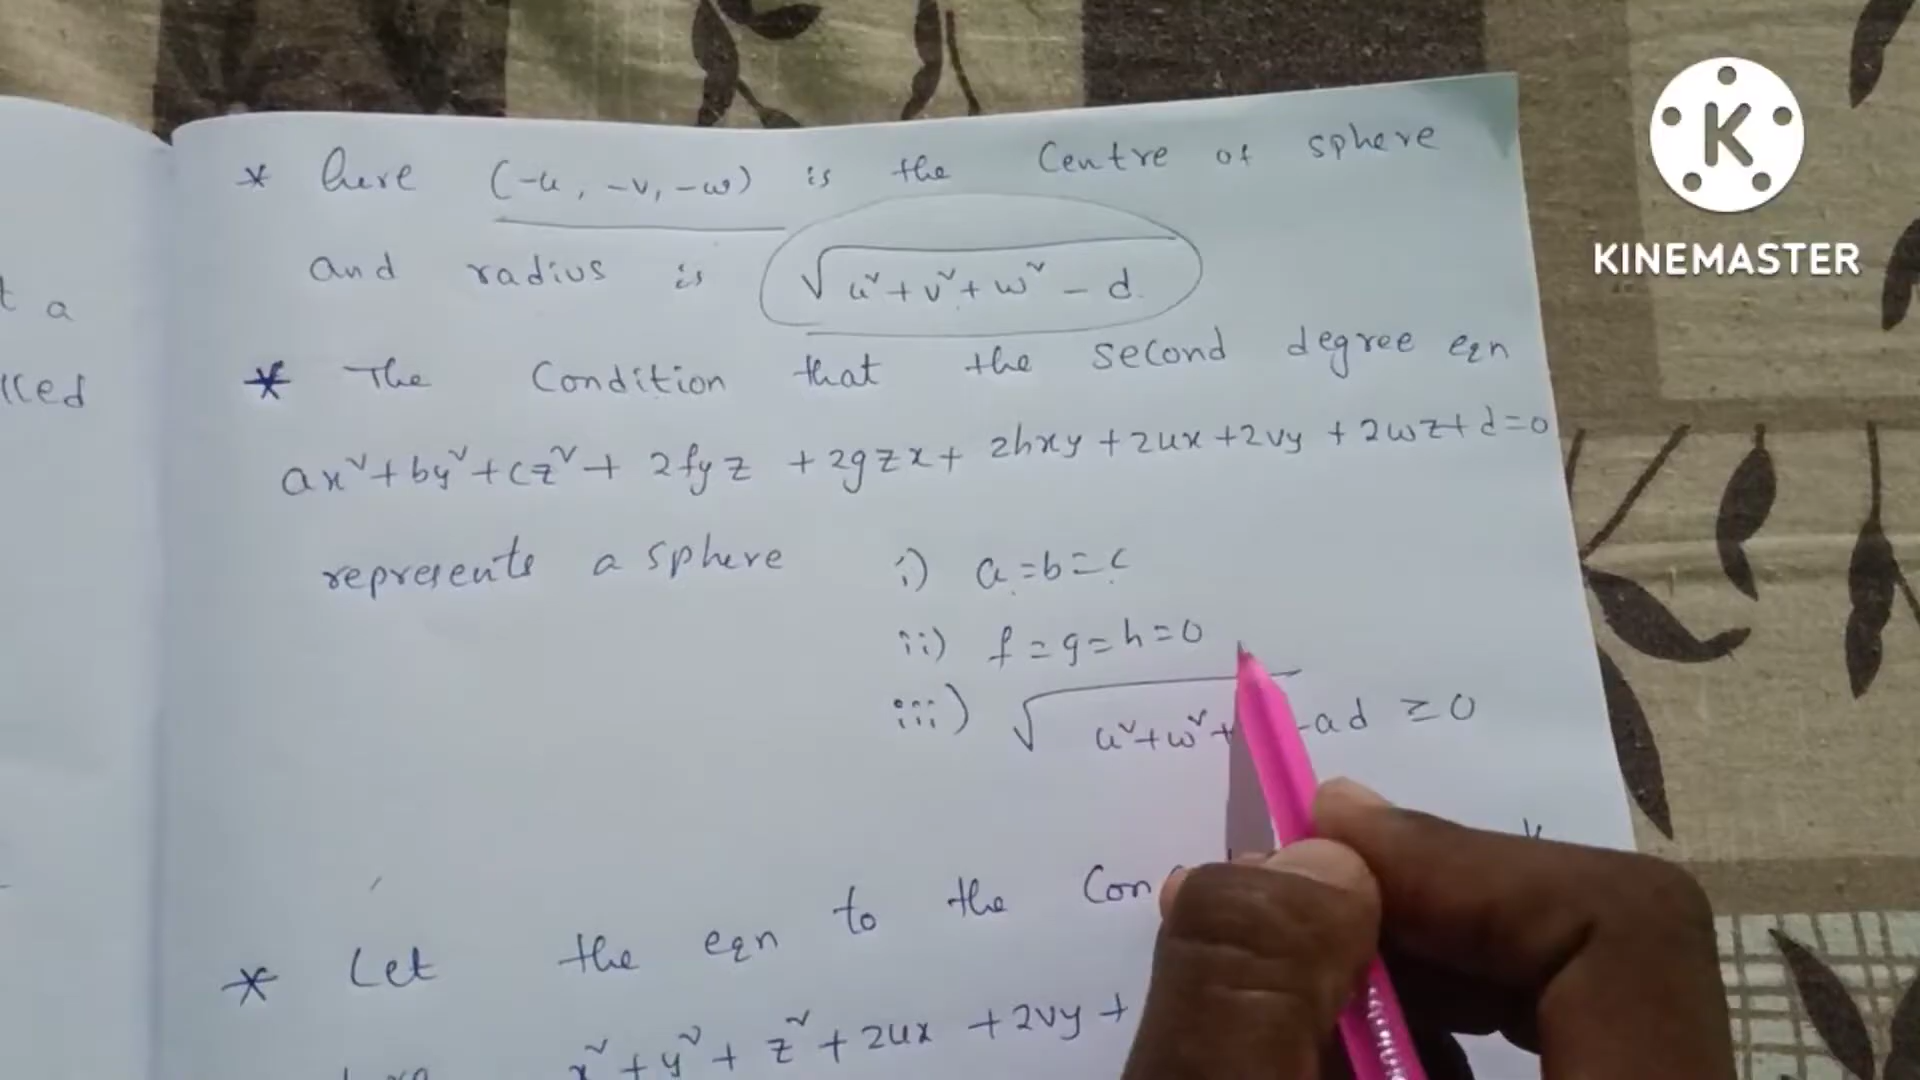 * here (-u, -v, -w) is the Centre of sphere
t a
and radius is √u²+v²+w²-d
lled
* The Condition that the second degree eqn
ax²+by²+cz²+ 2fyz +2gzx+ 2hxy+2ux+2vy+2wz+d=0
represents a sphere i) a=b=c
ii) f=g=h=0
iii) √u²+w²+ -ad ≥0
* Let the eqn to the Con
x²+y²+z²+2ux+2vy+
K
KINEMASTER